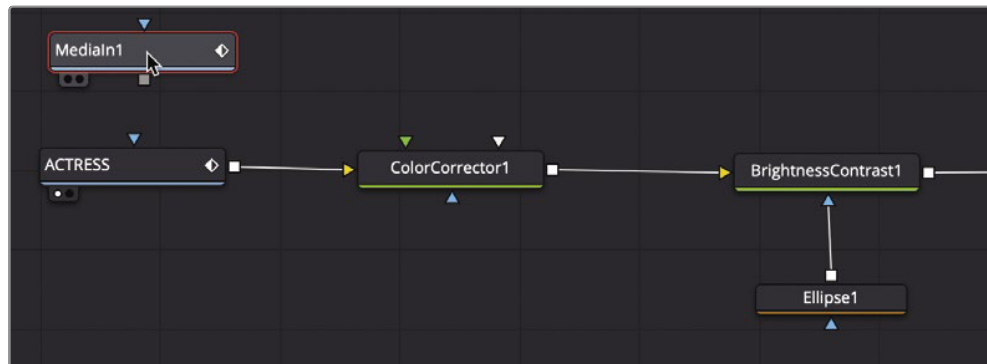 MediaIn1
ACTRESS
ColorCorrector1
BrightnessContrast1
Ellipse1